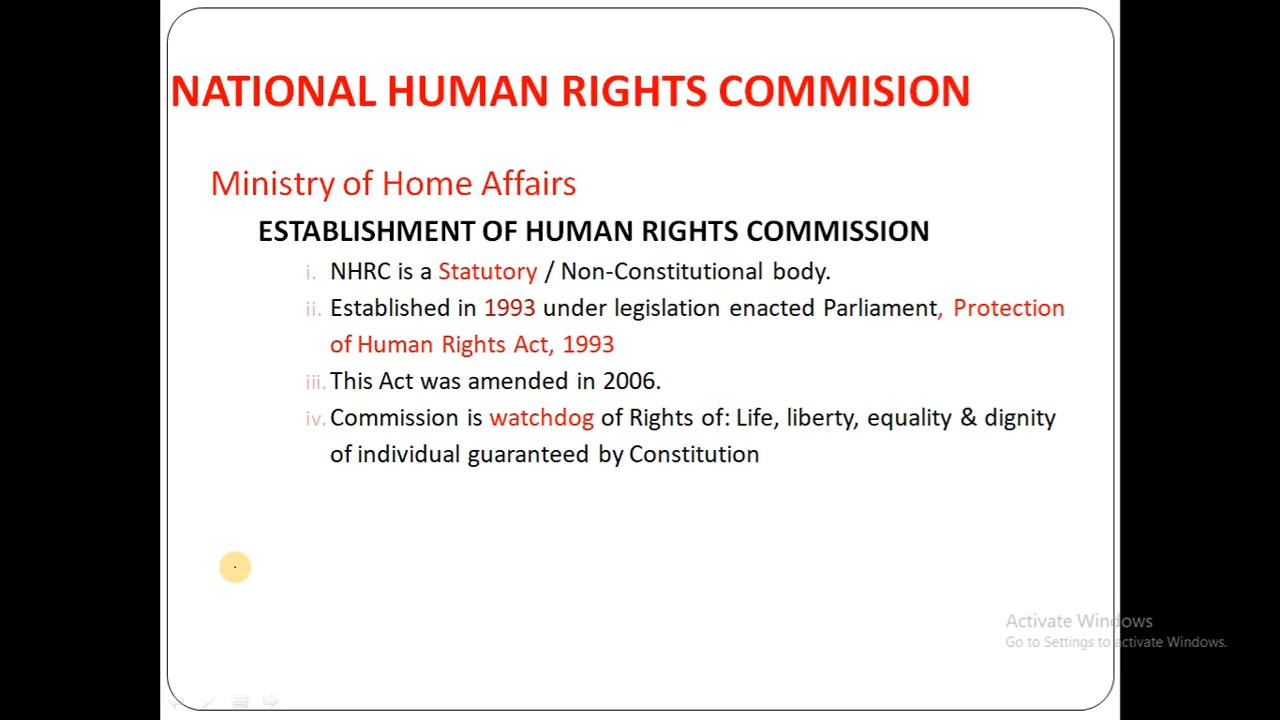 NATIONAL HUMAN RIGHTS COMMISION
Ministry of Home Affairs
ESTABLISHMENT OF HUMAN RIGHTS COMMISSION
i. NHRC is a Statutory / Non-Constitutional body.
ii. Established in 1993 under legislation enacted Parliament, Protection
of Human Rights Act, 1993
iii. This Act was amended in 2006.
iv. Commission is watchdog of Rights of: Life, liberty, equality & dignity
of individual guaranteed by Constitution
Activate Windows
Go to Settings to activate Windows.